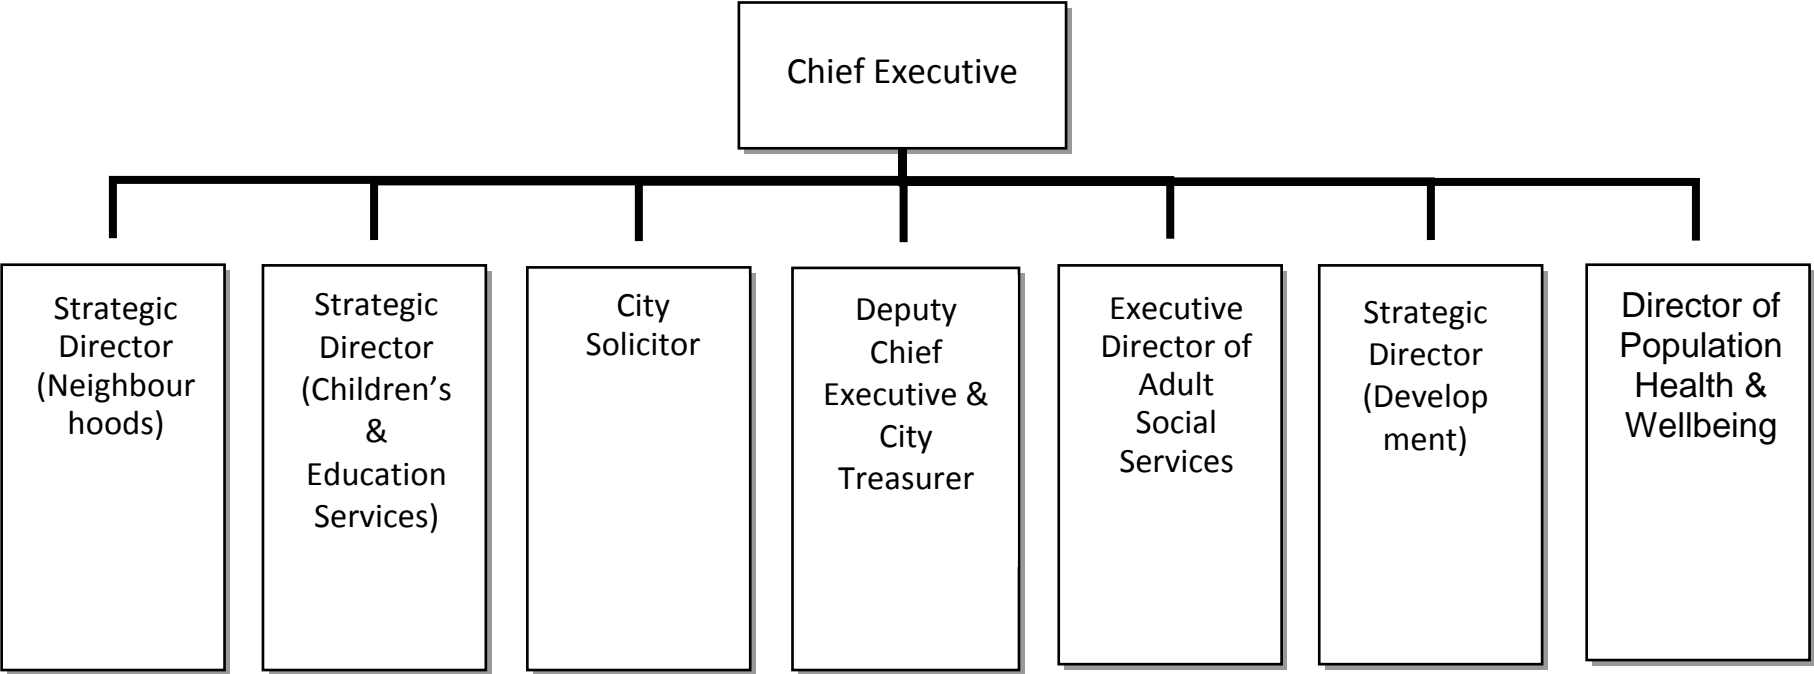 Chief Executive
Strategic
Director
(Neighbour
hoods)
Strategic
Director
(Children’s
&
Education
Services)
City
Solicitor
Deputy
Chief
Executive &
City
Treasurer
Executive
Director of
Adult
Social
Services
Strategic
Director
(Develop
ment)
Director of
Population
Health &
Wellbeing